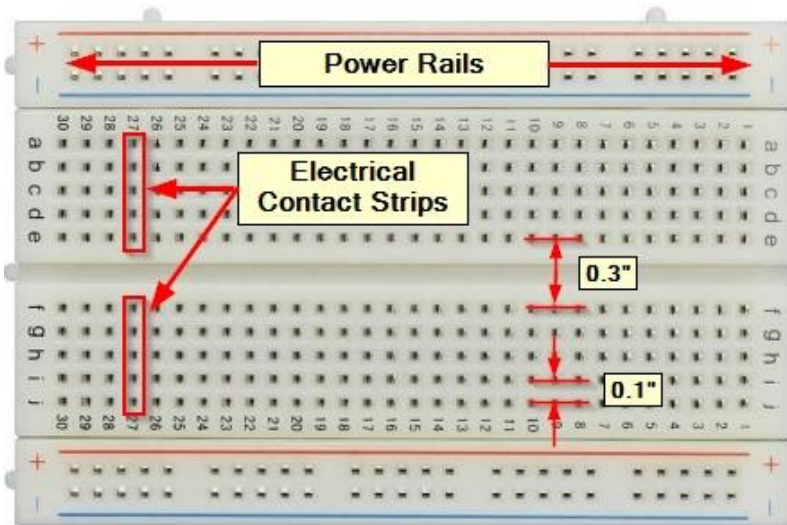 + +
Power Rails
− −
30 29 28 27 26 25 24 23 22 21 20 19 18 17 16 15 14 13 12 11 10 9 8 7 6 5 4 3 2 1
a a
b b
Electrical
c c
Contact Strips
d d
e e
0.3"
f f
g g
h h
i i
0.1"
j j
30 29 28 27 26 25 24 23 22 21 20 19 18 17 16 15 14 13 12 11 10 9 8 7 6 5 4 3 2 1
+ +
− −